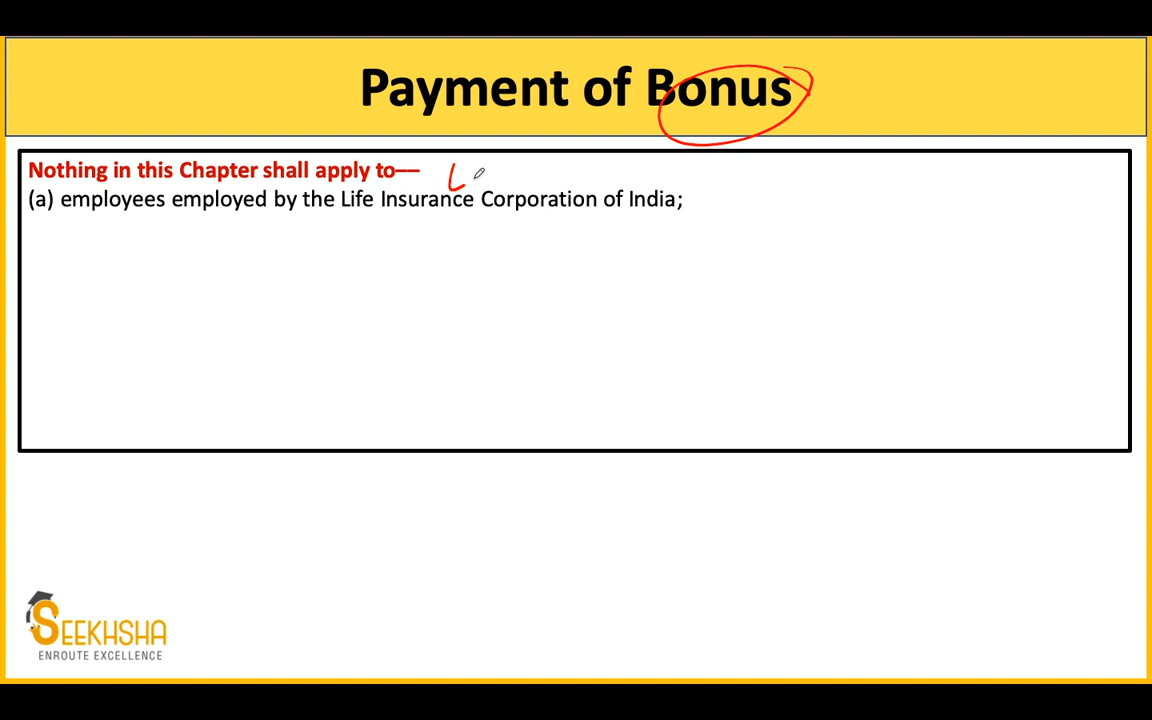 Payment of Bonus
Nothing in this Chapter shall apply to—
L
(a) employees employed by the Life Insurance Corporation of India;
SEEKHSHA
ENROUTE EXCELLENCE